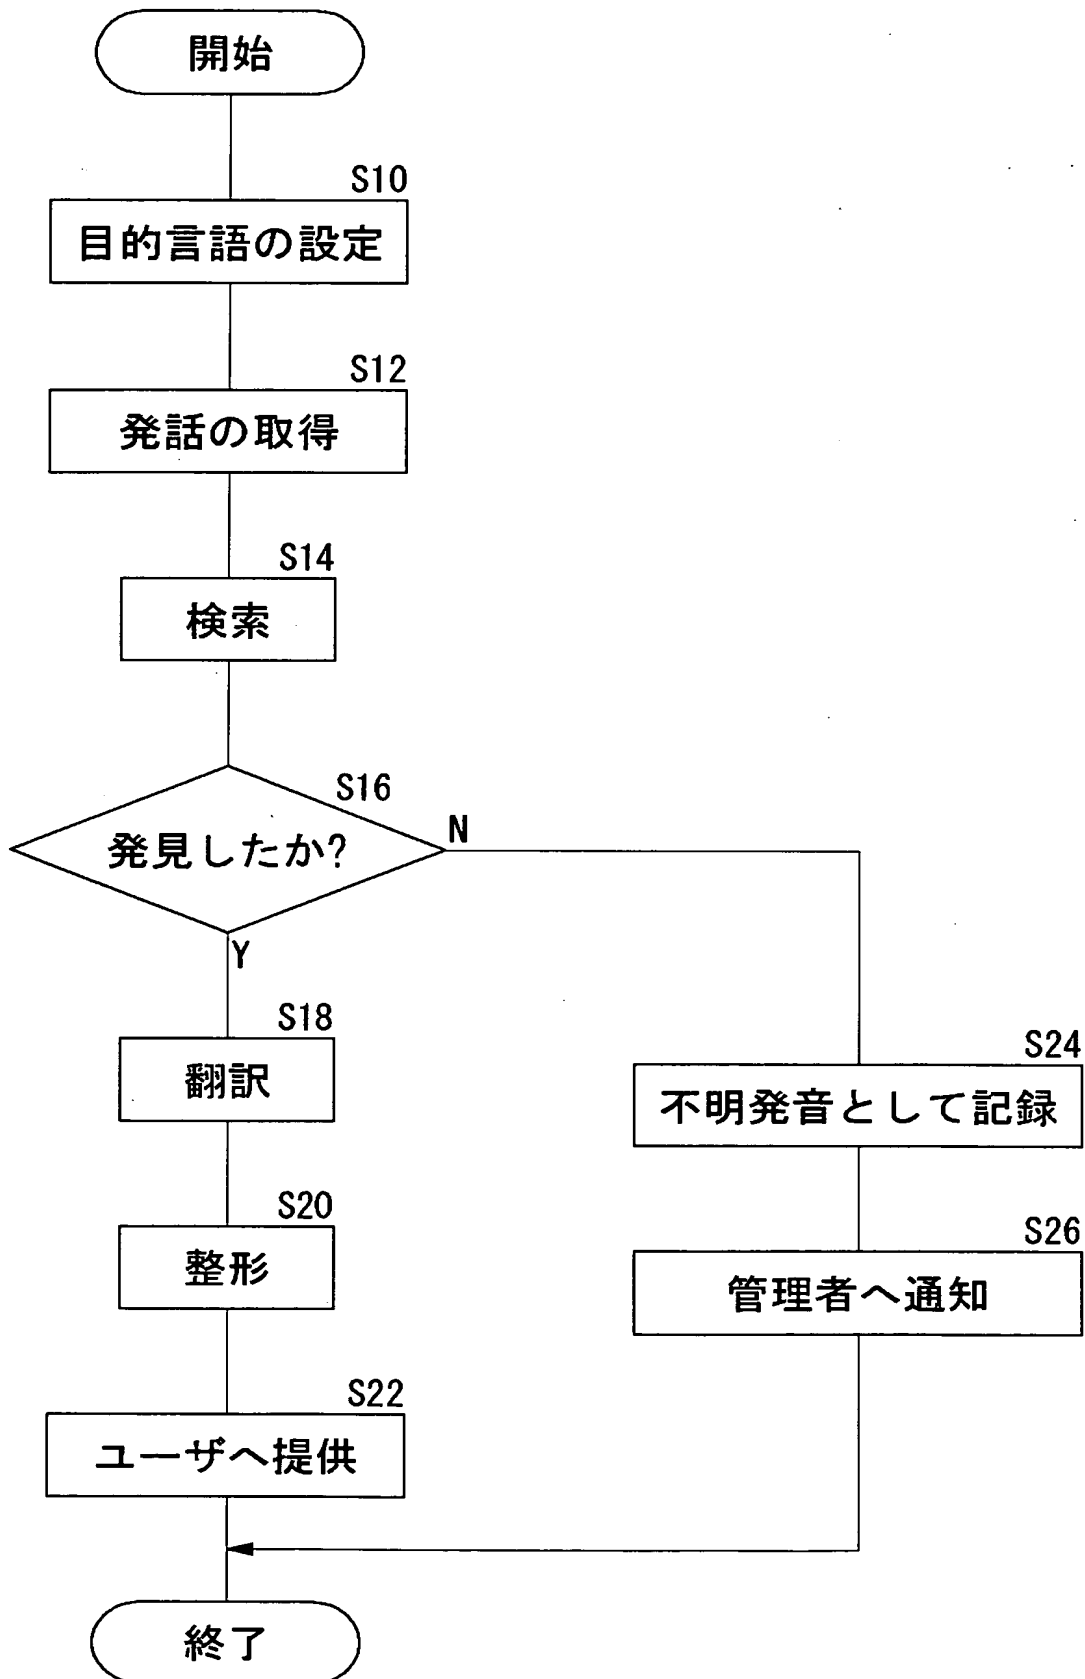 開始
S10
目的言語の設定
S12
発話の取得
S14
検索
S16
発見したか?
N
Y
S18
翻訳
S20
整形
S22
ユーザへ提供
S24
不明発音として記録
S26
管理者へ通知
終了